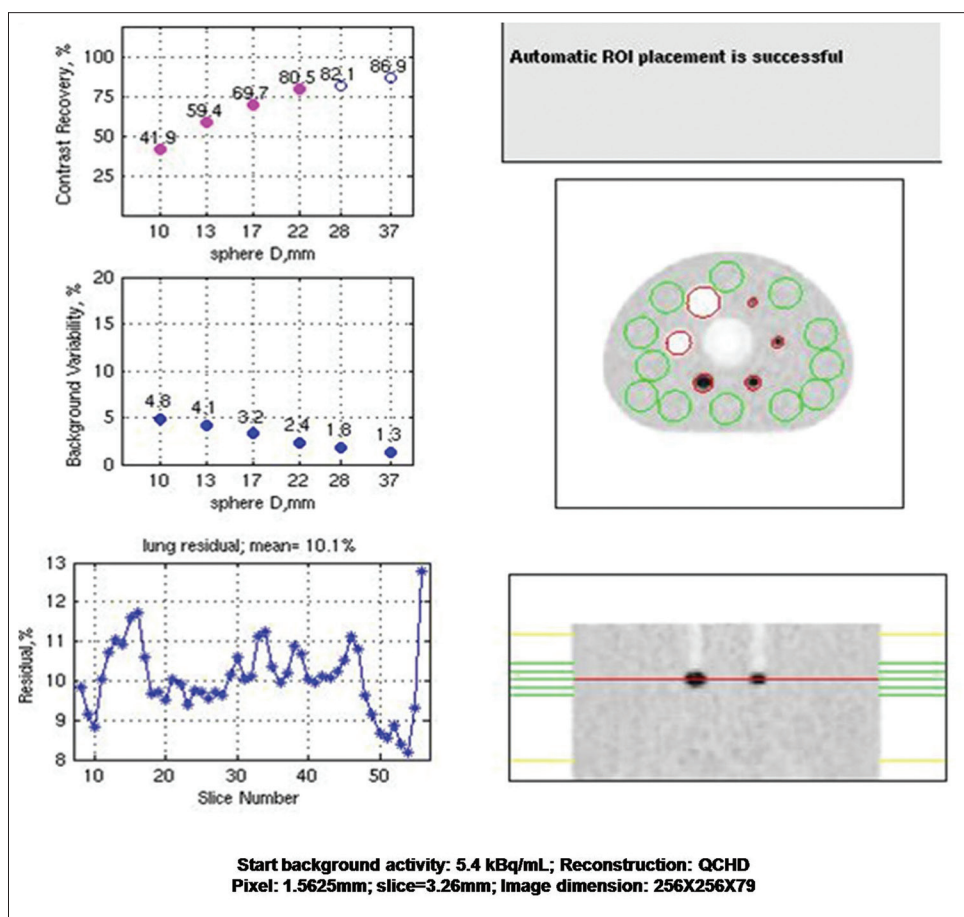 Contrast Recovery, %
100
75
50
25
41.9
59.4
69.7
80.5
82.1
86.9
10 13 17 22 28 37
sphere D,mm
Automatic ROI placement is successful
Background Variability, %
20
15
10
5
0
4.8
4.1
3.2
2.4
1.8
1.3
10 13 17 22 28 37
sphere D,mm
lung residual; mean= 10.1%
Residual,%
13
12
11
10
9
8
10 20 30 40 50
Slice Number
Start background activity: 5.4 kBq/mL; Reconstruction: QCHD
Pixel: 1.5625mm; slice=3.26mm; Image dimension: 256X256X79